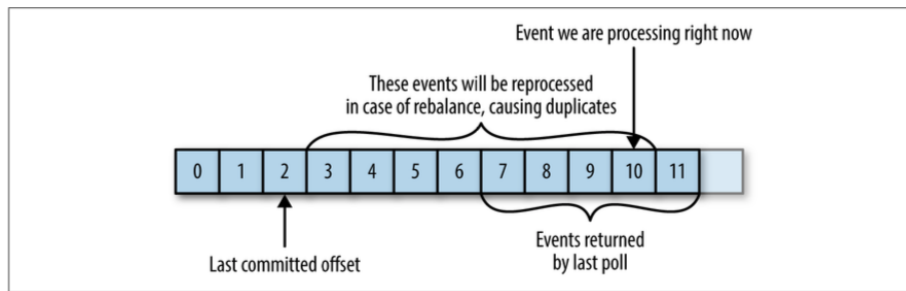 Event we are processing right now
These events will be reprocessed
in case of rebalance, causing duplicates
0 1 2 3 4 5 6 7 8 9 10 11
Last committed offset
Events returned
by last poll